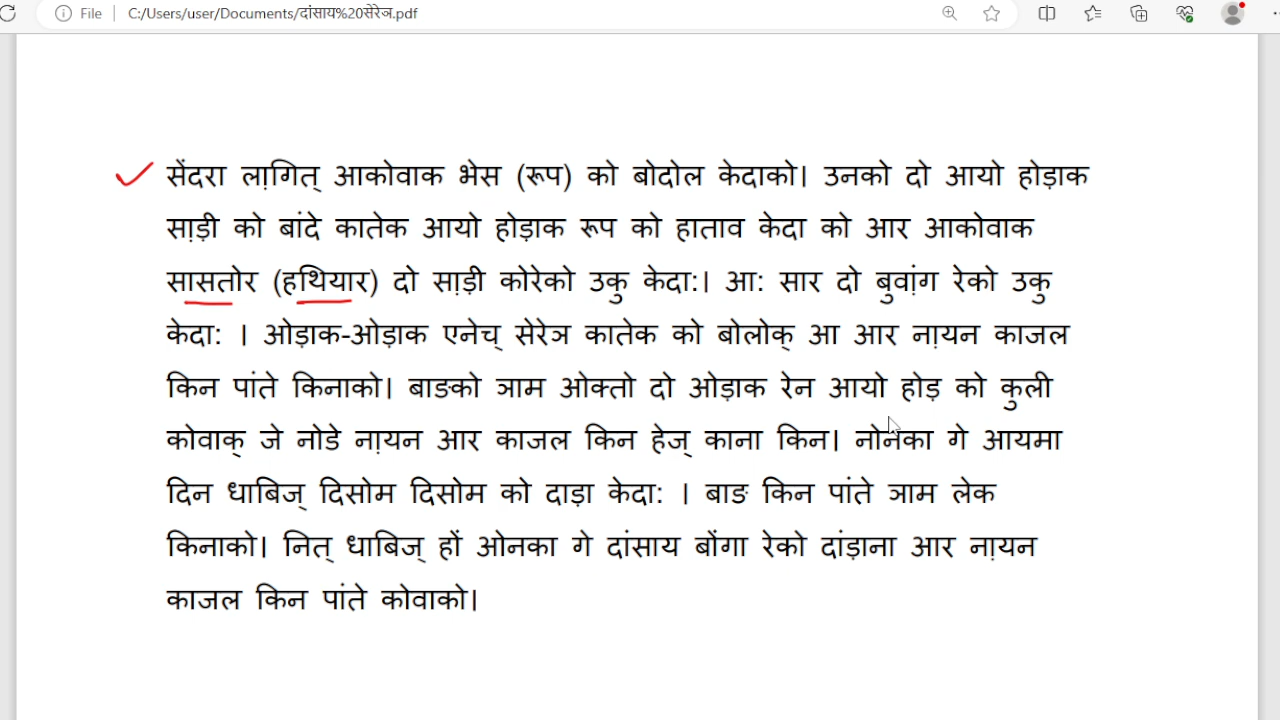 File
C:/Users/user/Documents/दांसाय%20सेरेञ.pdf
सेंदरा ला़गित् आकोवाक भेस (रूप) को बोदोल केदाको। उनको दो आयो होड़ाक
सा़ड़ी को बांदे कातेक आयो होड़ाक रूप को हाताव केदा को आर आकोवाक
सासतोर (हथियार) दो सा़ड़ी कोरेको उकु केदा:। आ: सार दो बुवा़ंग रेको उकु
केदा: । ओड़ाक-ओड़ाक एनेच् सेरेञ कातेक को बोलोक् आ आर ना़यन काजल
किन पांते किनाको। बाङको ञाम ओक्तो दो ओड़ाक रेन आयो होड़ को कुली
कोवाक् जे नोडे ना़यन आर काजल किन हेज् काना किन। नोनका गे आयमा
दिन धाबिज् दिसोम दिसोम को दाड़ा केदा: । बाङ किन पांते ञाम लेक
किनाको। नित् धाबिज् हों ओनका गे दांसाय बोंगा रेको दांड़ाना आर ना़यन
काजल किन पांते कोवाको।